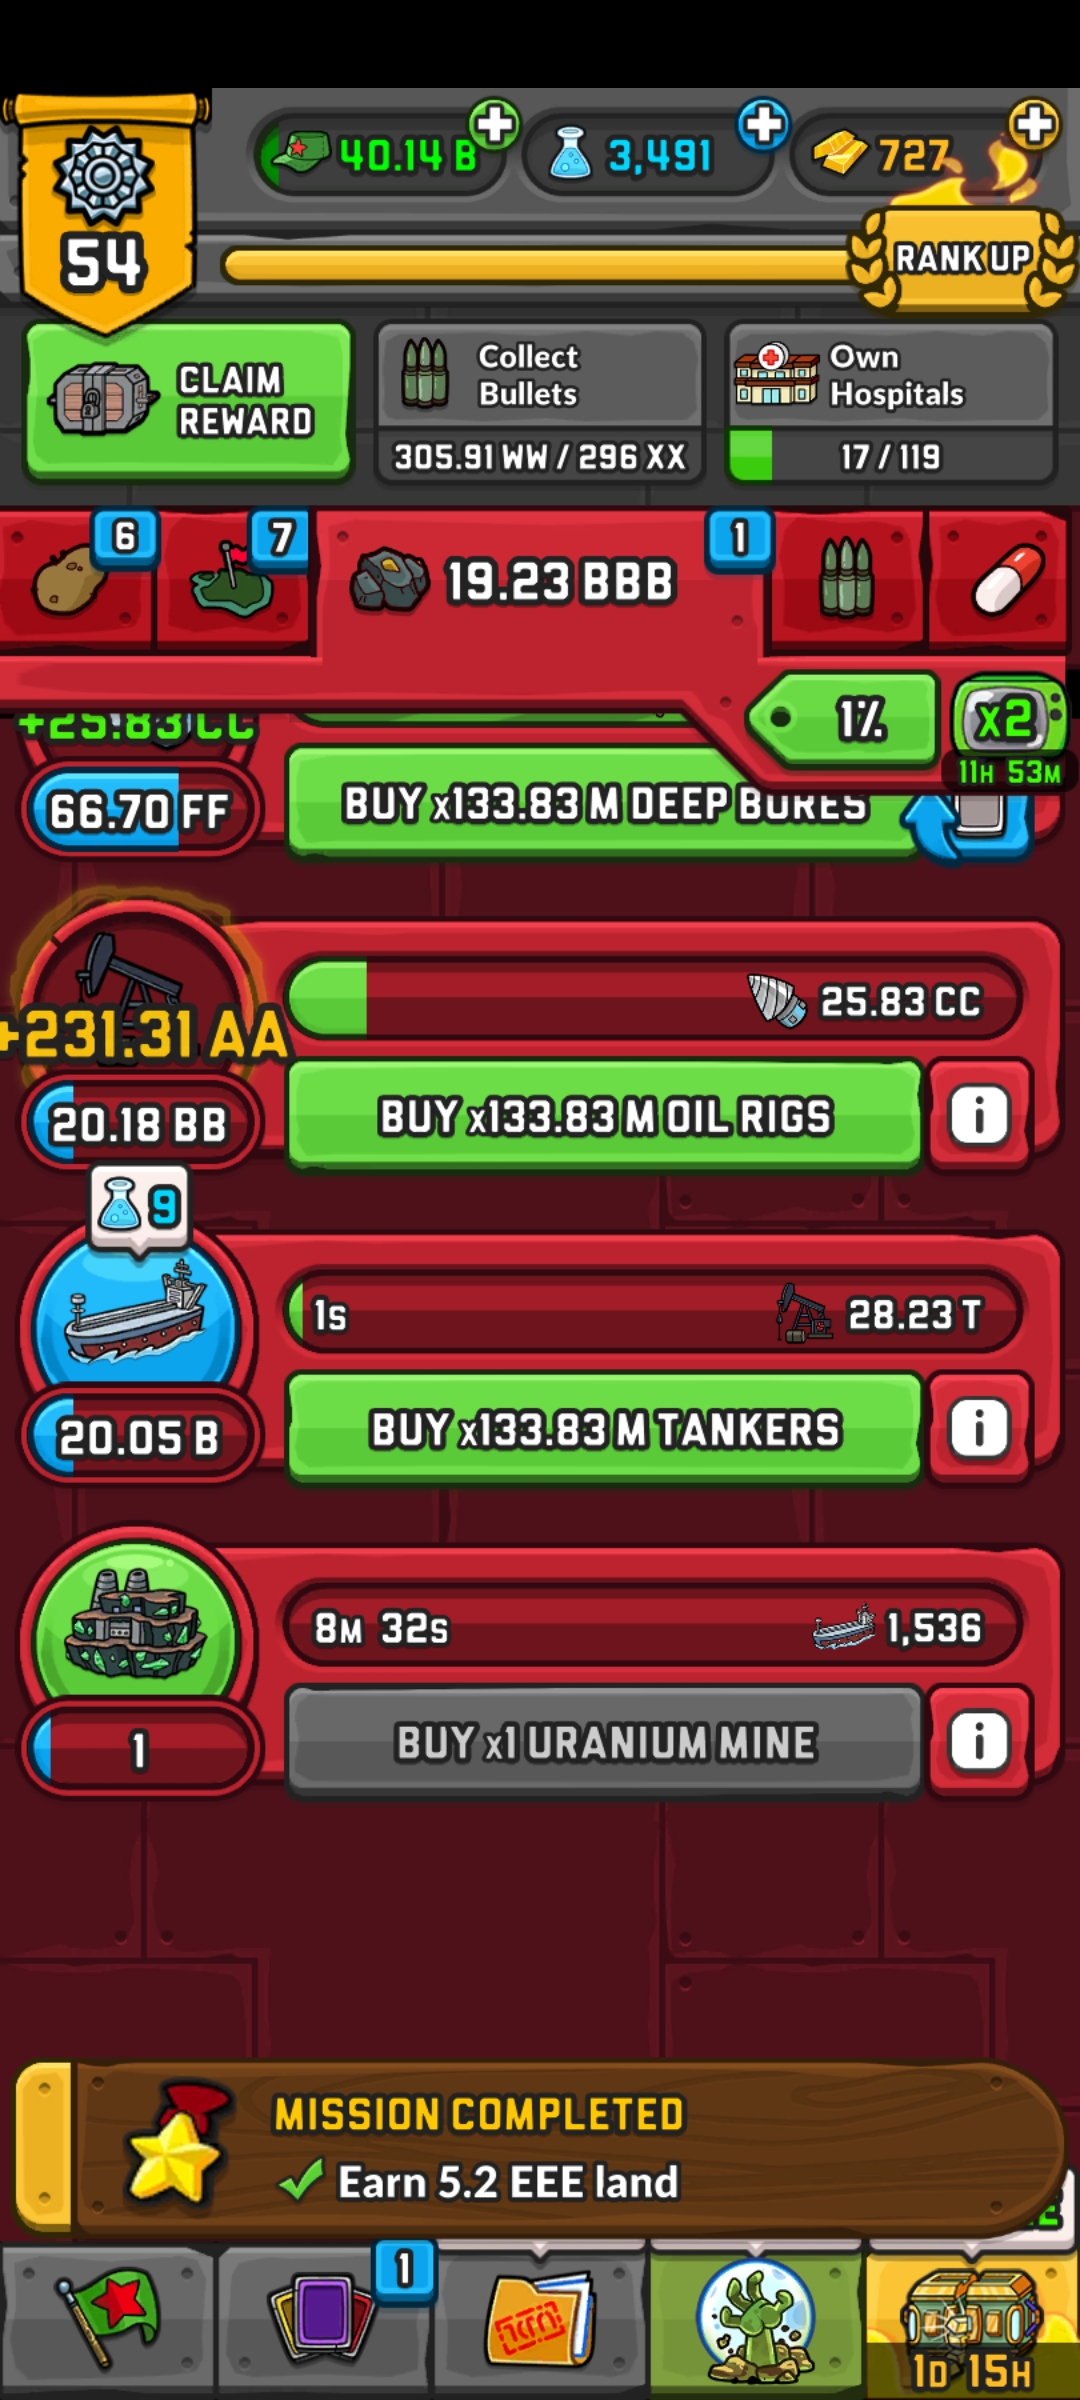 40.14 B
3,491
727
54
RANK UP
CLAIM
REWARD
Collect
Bullets
305.91 WW / 296 XX
Own
Hospitals
17 / 119
6
7
19.23 BBB
1
1%
x2
11H 53M
+25.83 CC
66.70 FF
BUY x133.83 M DEEP BORES
+231.31 AA
25.83 CC
20.18 BB
BUY x133.83 M OIL RIGS
i
9
1s
28.23 T
20.05 B
BUY x133.83 M TANKERS
i
8M 32s
1,536
1
BUY x1 URANIUM MINE
i
MISSION COMPLETED
Earn 5.2 EEE land
1
1D 15H